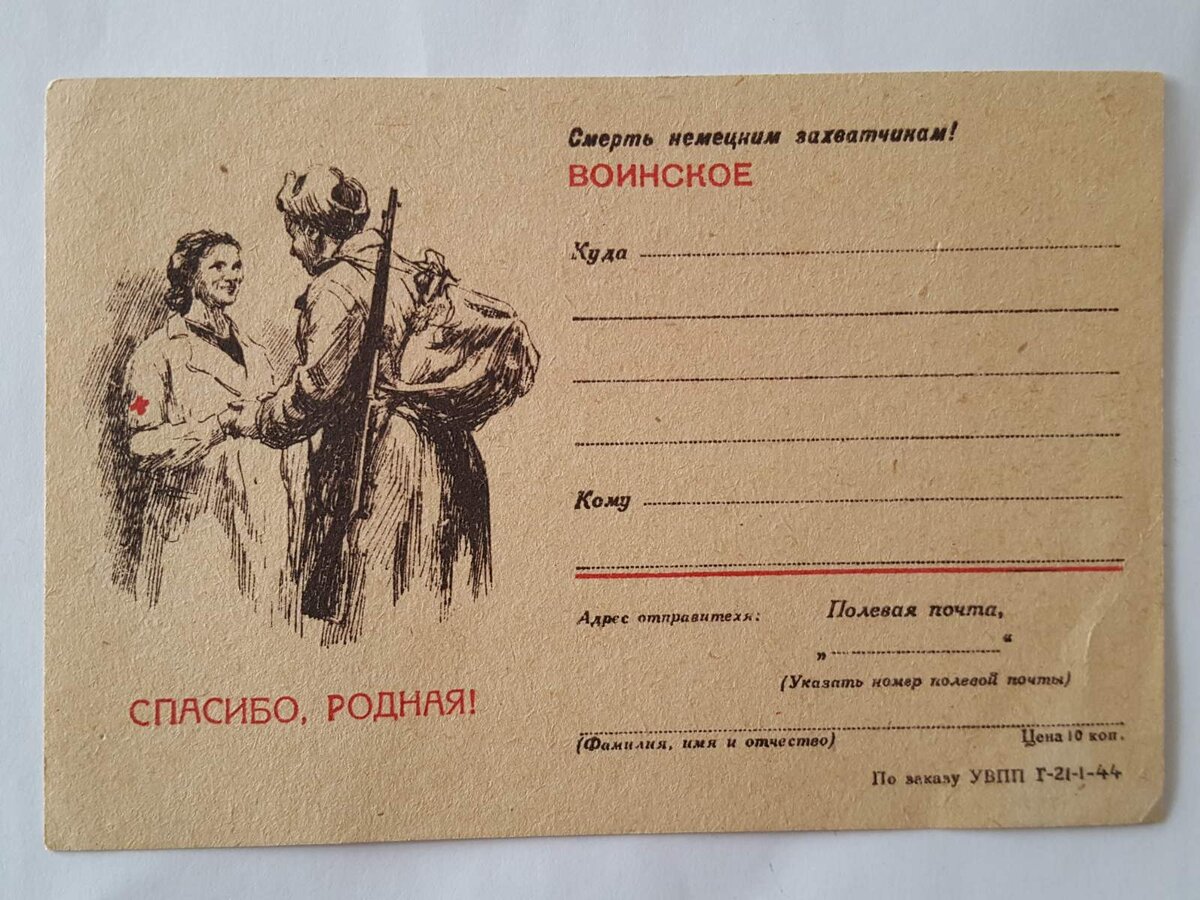 Смерть немецким захватчикам!
ВОИНСКОЕ
Куда
Кому
Адрес отправителя:
Полевая почта,
„ “
(Указать номер полевой почты)
(Фамилия, имя и отчество)
Цена 10 коп.
По заказу УВПП Г-21-1-44
СПАСИБО, РОДНАЯ!